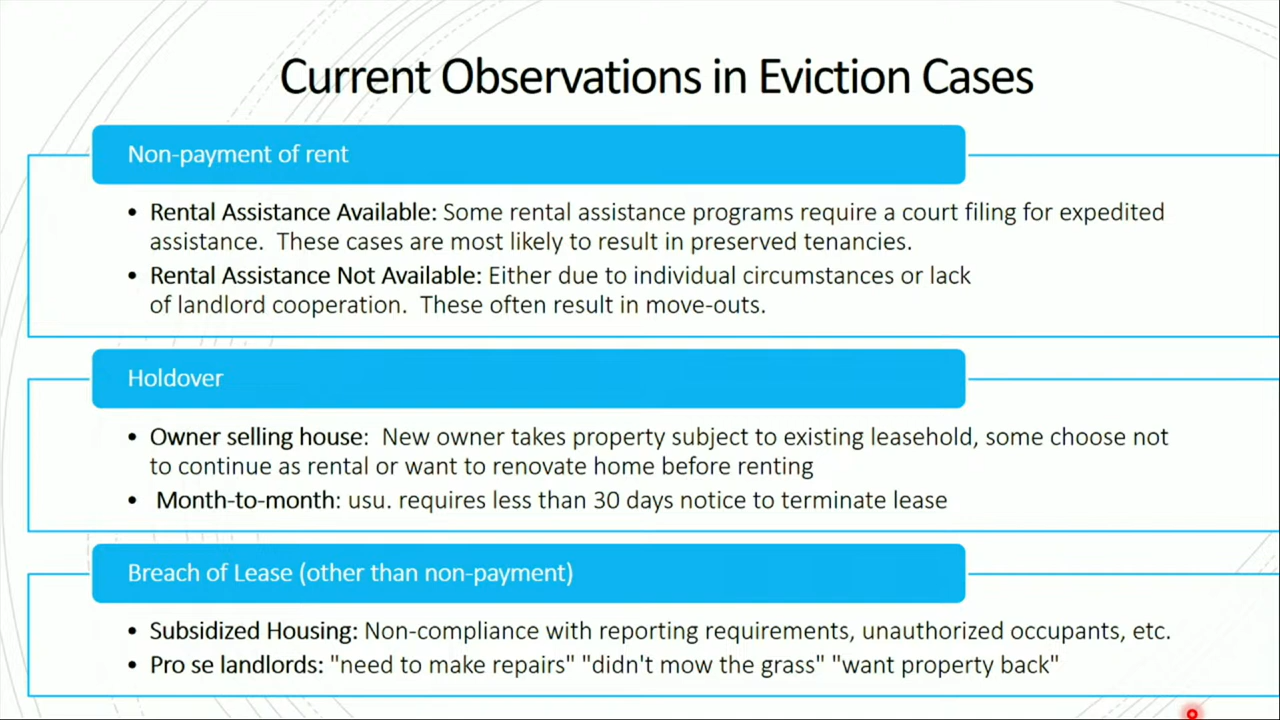 Current Observations in Eviction Cases
Non-payment of rent
• Rental Assistance Available: Some rental assistance programs require a court filing for expedited
assistance.  These cases are most likely to result in preserved tenancies.
• Rental Assistance Not Available: Either due to individual circumstances or lack
of landlord cooperation.  These often result in move-outs.
Holdover
• Owner selling house:  New owner takes property subject to existing leasehold, some choose not
to continue as rental or want to renovate home before renting
• Month-to-month: usu. requires less than 30 days notice to terminate lease
Breach of Lease (other than non-payment)
• Subsidized Housing: Non-compliance with reporting requirements, unauthorized occupants, etc.
• Pro se landlords: "need to make repairs" "didn't mow the grass" "want property back"